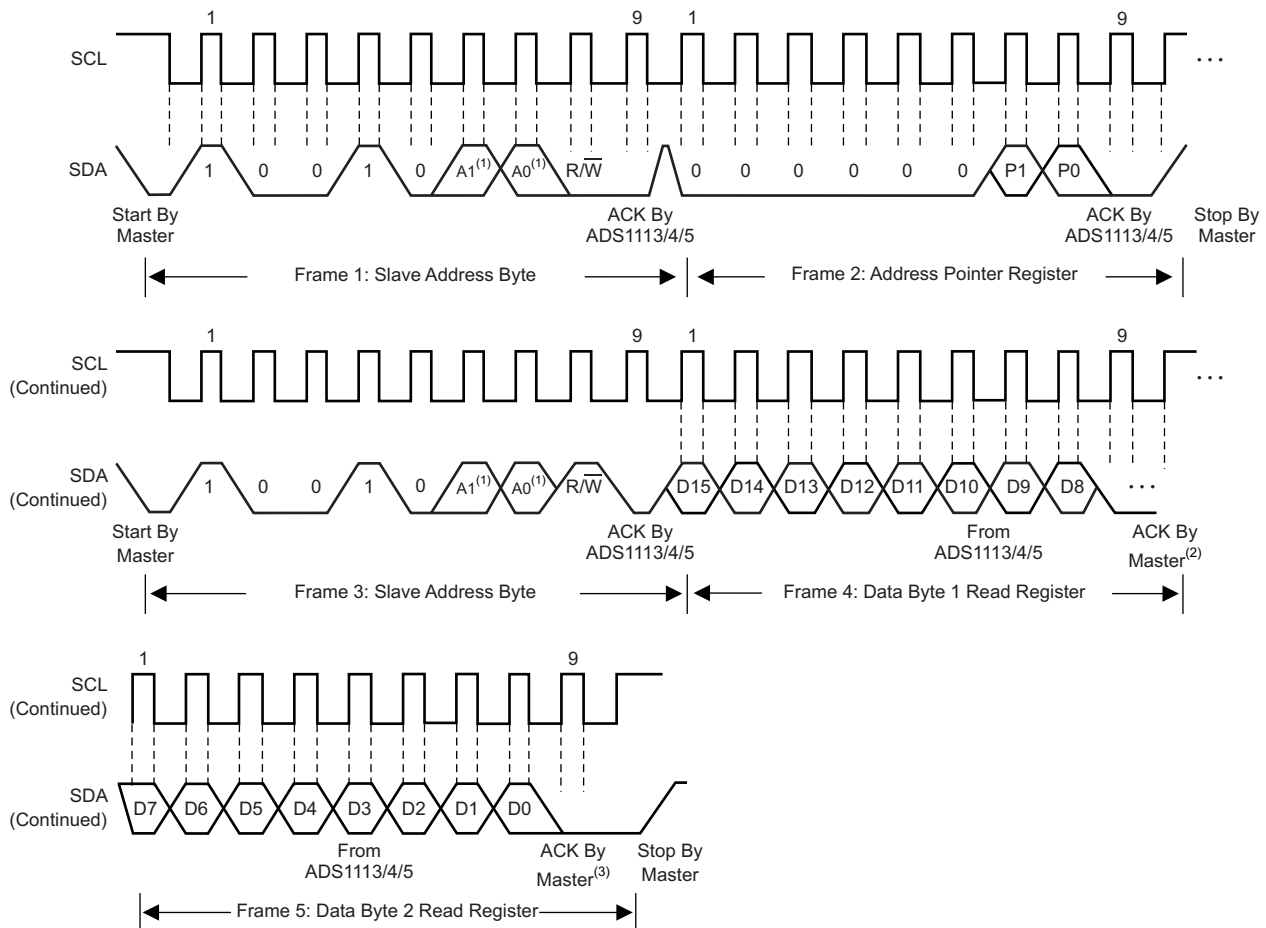 1 9 1 9
SCL ...
SDA 1 0 0 1 0 A1(1) A0(1) R/W̅ 0 0 0 0 0 0 P1 P0
Start By
Master
ACK By
ADS1113/4/5
ACK By
ADS1113/4/5
Stop By
Master
Frame 1: Slave Address Byte
Frame 2: Address Pointer Register
1 9 1 9
SCL
(Continued)
...
SDA
(Continued)
1 0 0 1 0 A1(1) A0(1) R/W̅ D15 D14 D13 D12 D11 D10 D9 D8 ...
Start By
Master
ACK By
ADS1113/4/5
From
ADS1113/4/5
ACK By
Master(2)
Frame 3: Slave Address Byte
Frame 4: Data Byte 1 Read Register
1 9
SCL
(Continued)
SDA
(Continued)
D7 D6 D5 D4 D3 D2 D1 D0
From
ADS1113/4/5
ACK By
Master(3)
Stop By
Master
Frame 5: Data Byte 2 Read Register